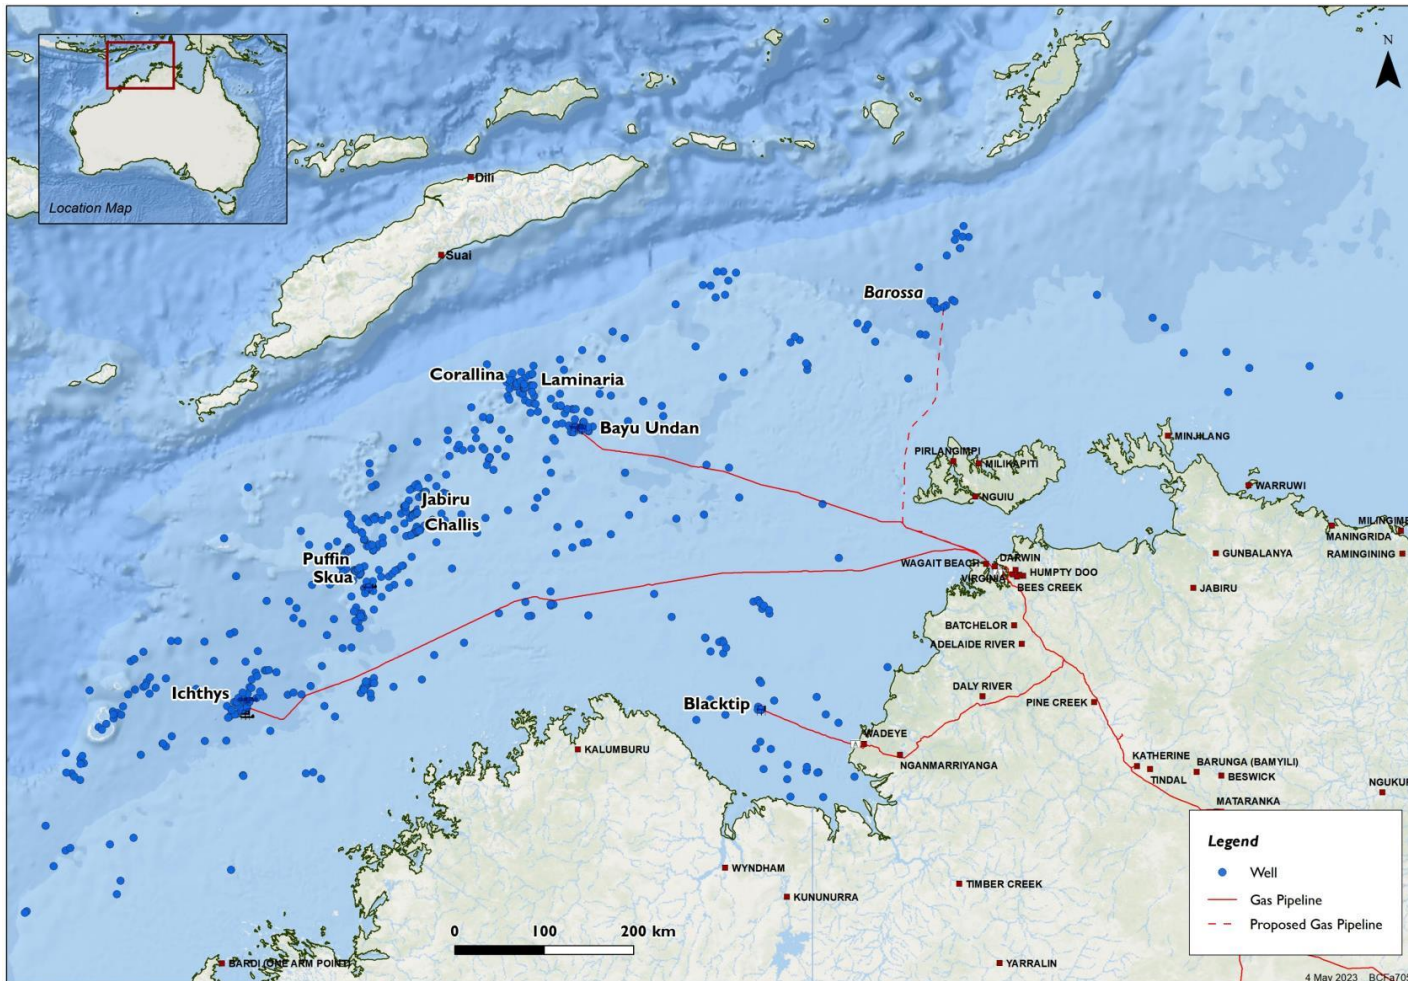 N
Location Map
Dili
Suai
Barossa
Corallina
Laminaria
Bayu Undan
PIRLANGIMPI
MILIKAPITI
NGUIU
MINJILANG
WARRUWI
MILINGIMB
MANINGRIDA
RAMINGINING
GUNBALANYA
JABIRU
Jabiru
Challis
Puffin
Skua
WAGAIT BEACH
DARWIN
VIRGINIA
HUMPTY DOO
BEES CREEK
BATCHELOR
ADELAIDE RIVER
DALY RIVER
PINE CREEK
Ichthys
Blacktip
WADEYE
NGANMARRIYANGA
KALUMBURU
KATHERINE
TINDAL
BARUNGA (BAMYILI)
BESWICK
NGUKUR
MATARANKA
WYNDHAM
KUNUNURRA
TIMBER CREEK
YARRALIN
BARDI (ONE ARM POINT)
0 100 200 km
Legend
Well
Gas Pipeline
Proposed Gas Pipeline
4 May 2023 BCFa705